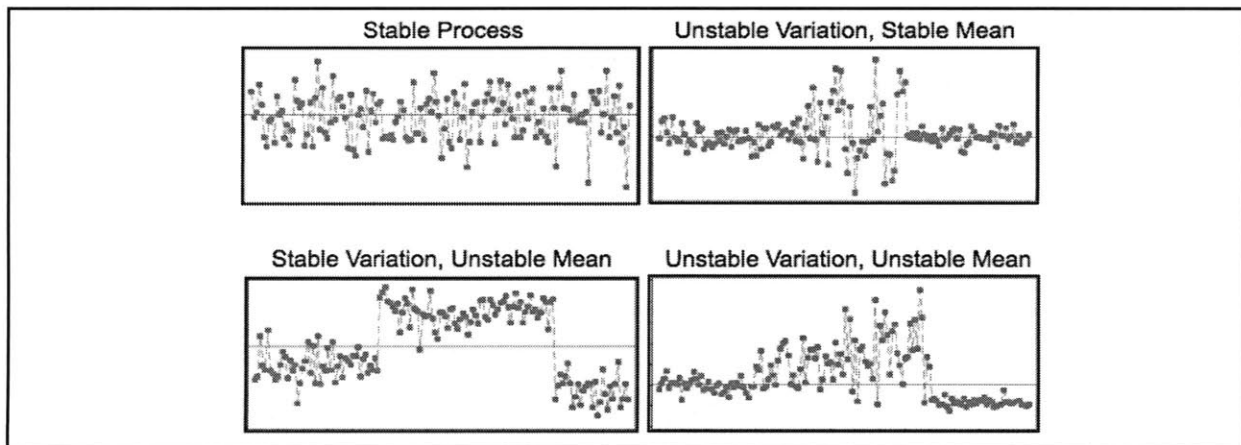 Stable Process
Unstable Variation, Stable Mean
Stable Variation, Unstable Mean
Unstable Variation, Unstable Mean